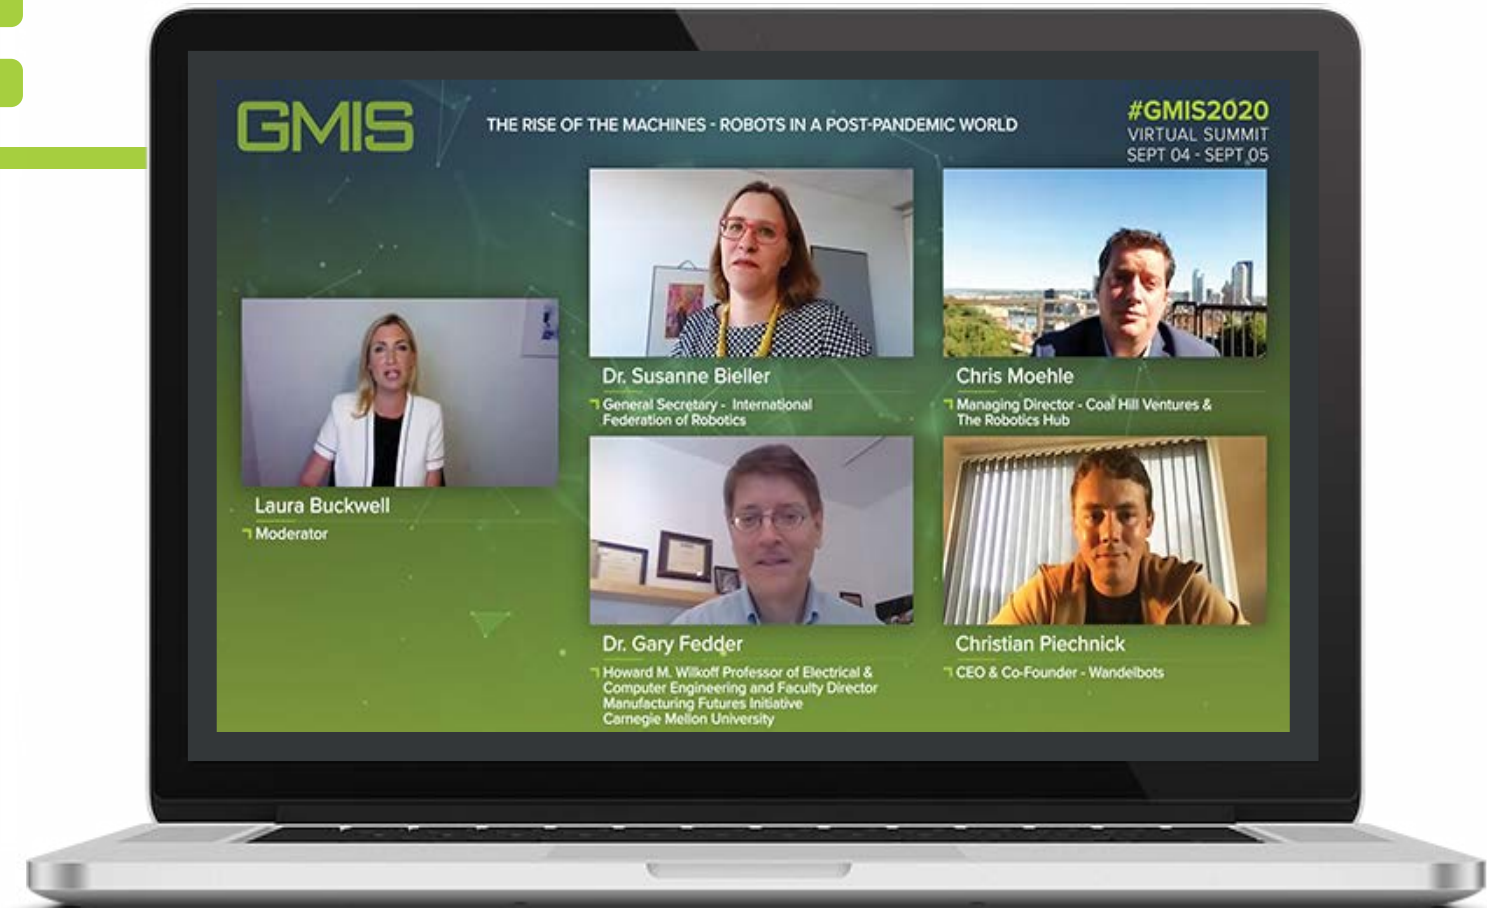 GMIS
THE RISE OF THE MACHINES - ROBOTS IN A POST-PANDEMIC WORLD
#GMIS2020
VIRTUAL SUMMIT
SEPT 04 - SEPT 05
Laura Buckwell
Moderator
Dr. Susanne Bieller
General Secretary - International
Federation of Robotics
Chris Moehle
Managing Director - Coal Hill Ventures &
The Robotics Hub
Dr. Gary Fedder
Howard M. Wilkoff Professor of Electrical &
Computer Engineering and Faculty Director
Manufacturing Futures Initiative
Carnegie Mellon University
Christian Piechnick
CEO & Co-Founder - Wandelbots